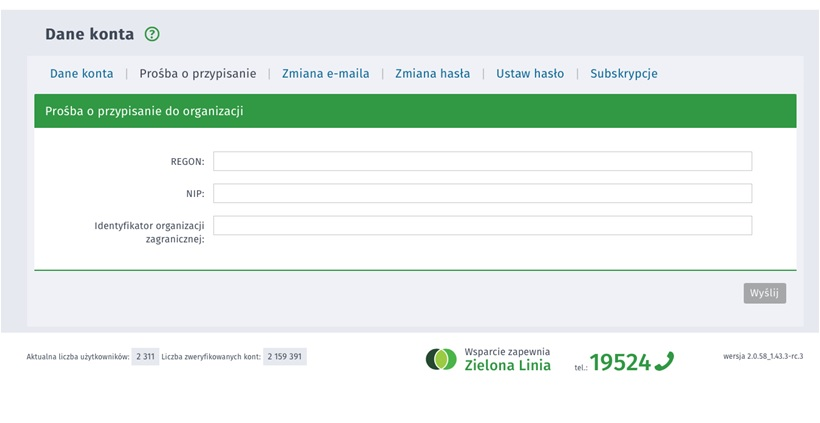 Dane konta ?
Dane konta | Prośba o przypisanie | Zmiana e-maila | Zmiana hasła | Ustaw hasło | Subskrypcje
Prośba o przypisanie do organizacji
REGON:
NIP:
Identyfikator organizacji
zagranicznej:
Wyślij
Aktualna liczba użytkowników: 2 311 Liczba zweryfikowanych kont: 2 159 391
Wsparcie zapewnia
Zielona Linia
tel.: 19524
wersja 2.0.58_1.43.3-rc.3